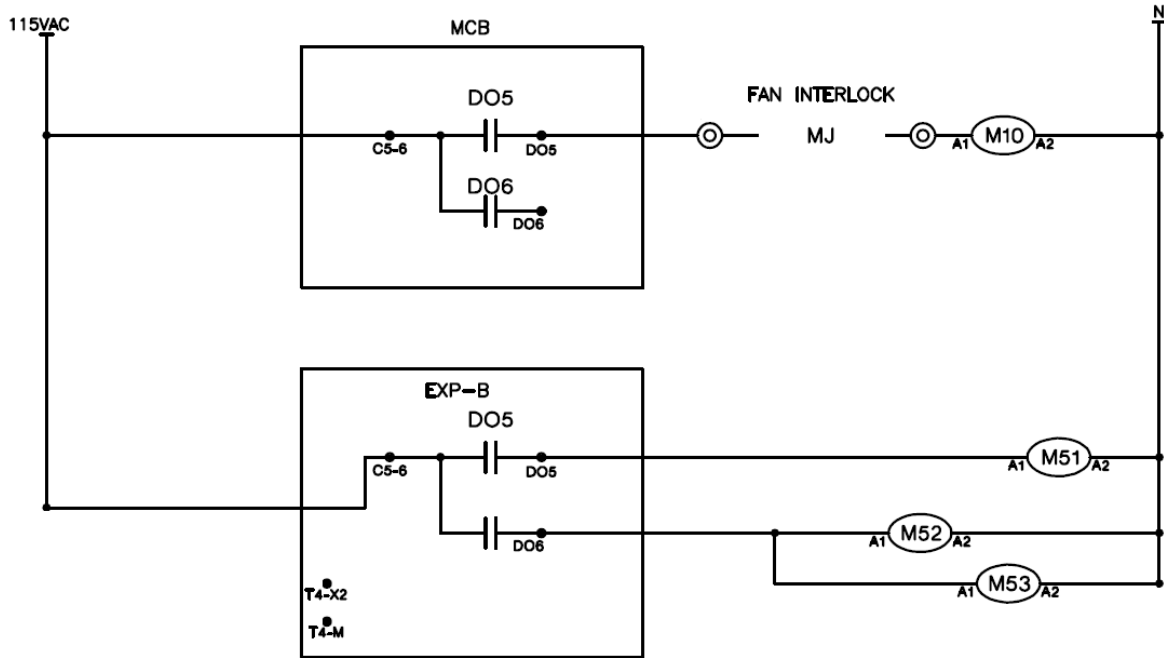 115VAC
N
MCB
DO5
FAN INTERLOCK
C5-6
DO5
MJ
A1 M10 A2
DO6
DO6
EXP-B
DO5
C5-6
DO5
A1 M51 A2
DO6
A1 M52 A2
T4-X2
A1 M53 A2
T4-M